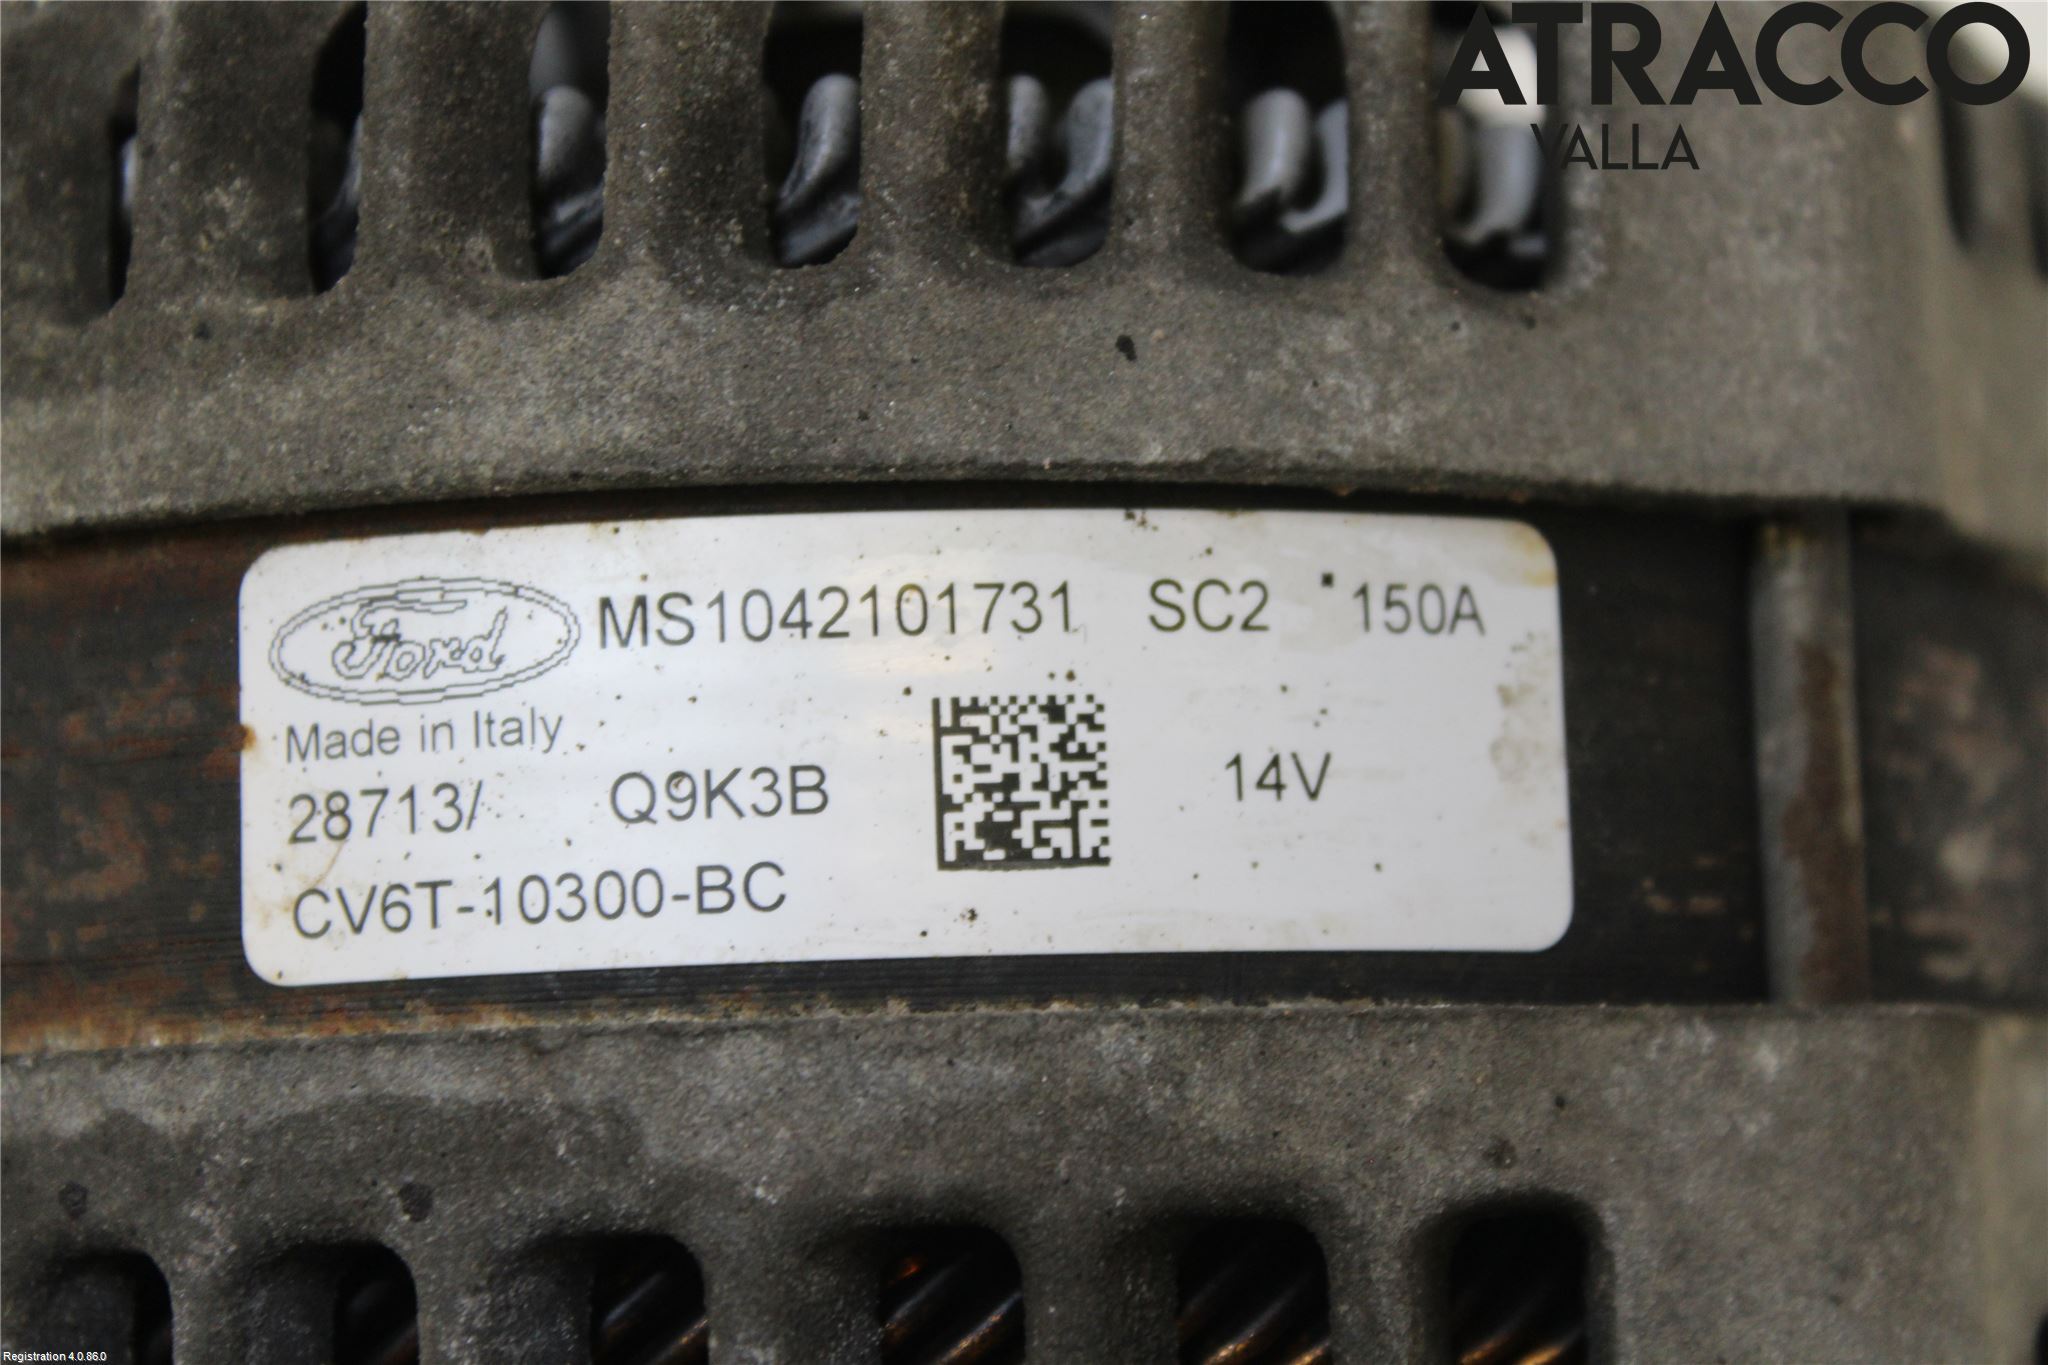 ATRACCO
VALLA
Ford MS1042101731 SC2 150A
Made in Italy
28713/ Q9K3B 14V
CV6T-10300-BC
Registration 4.0.86.0